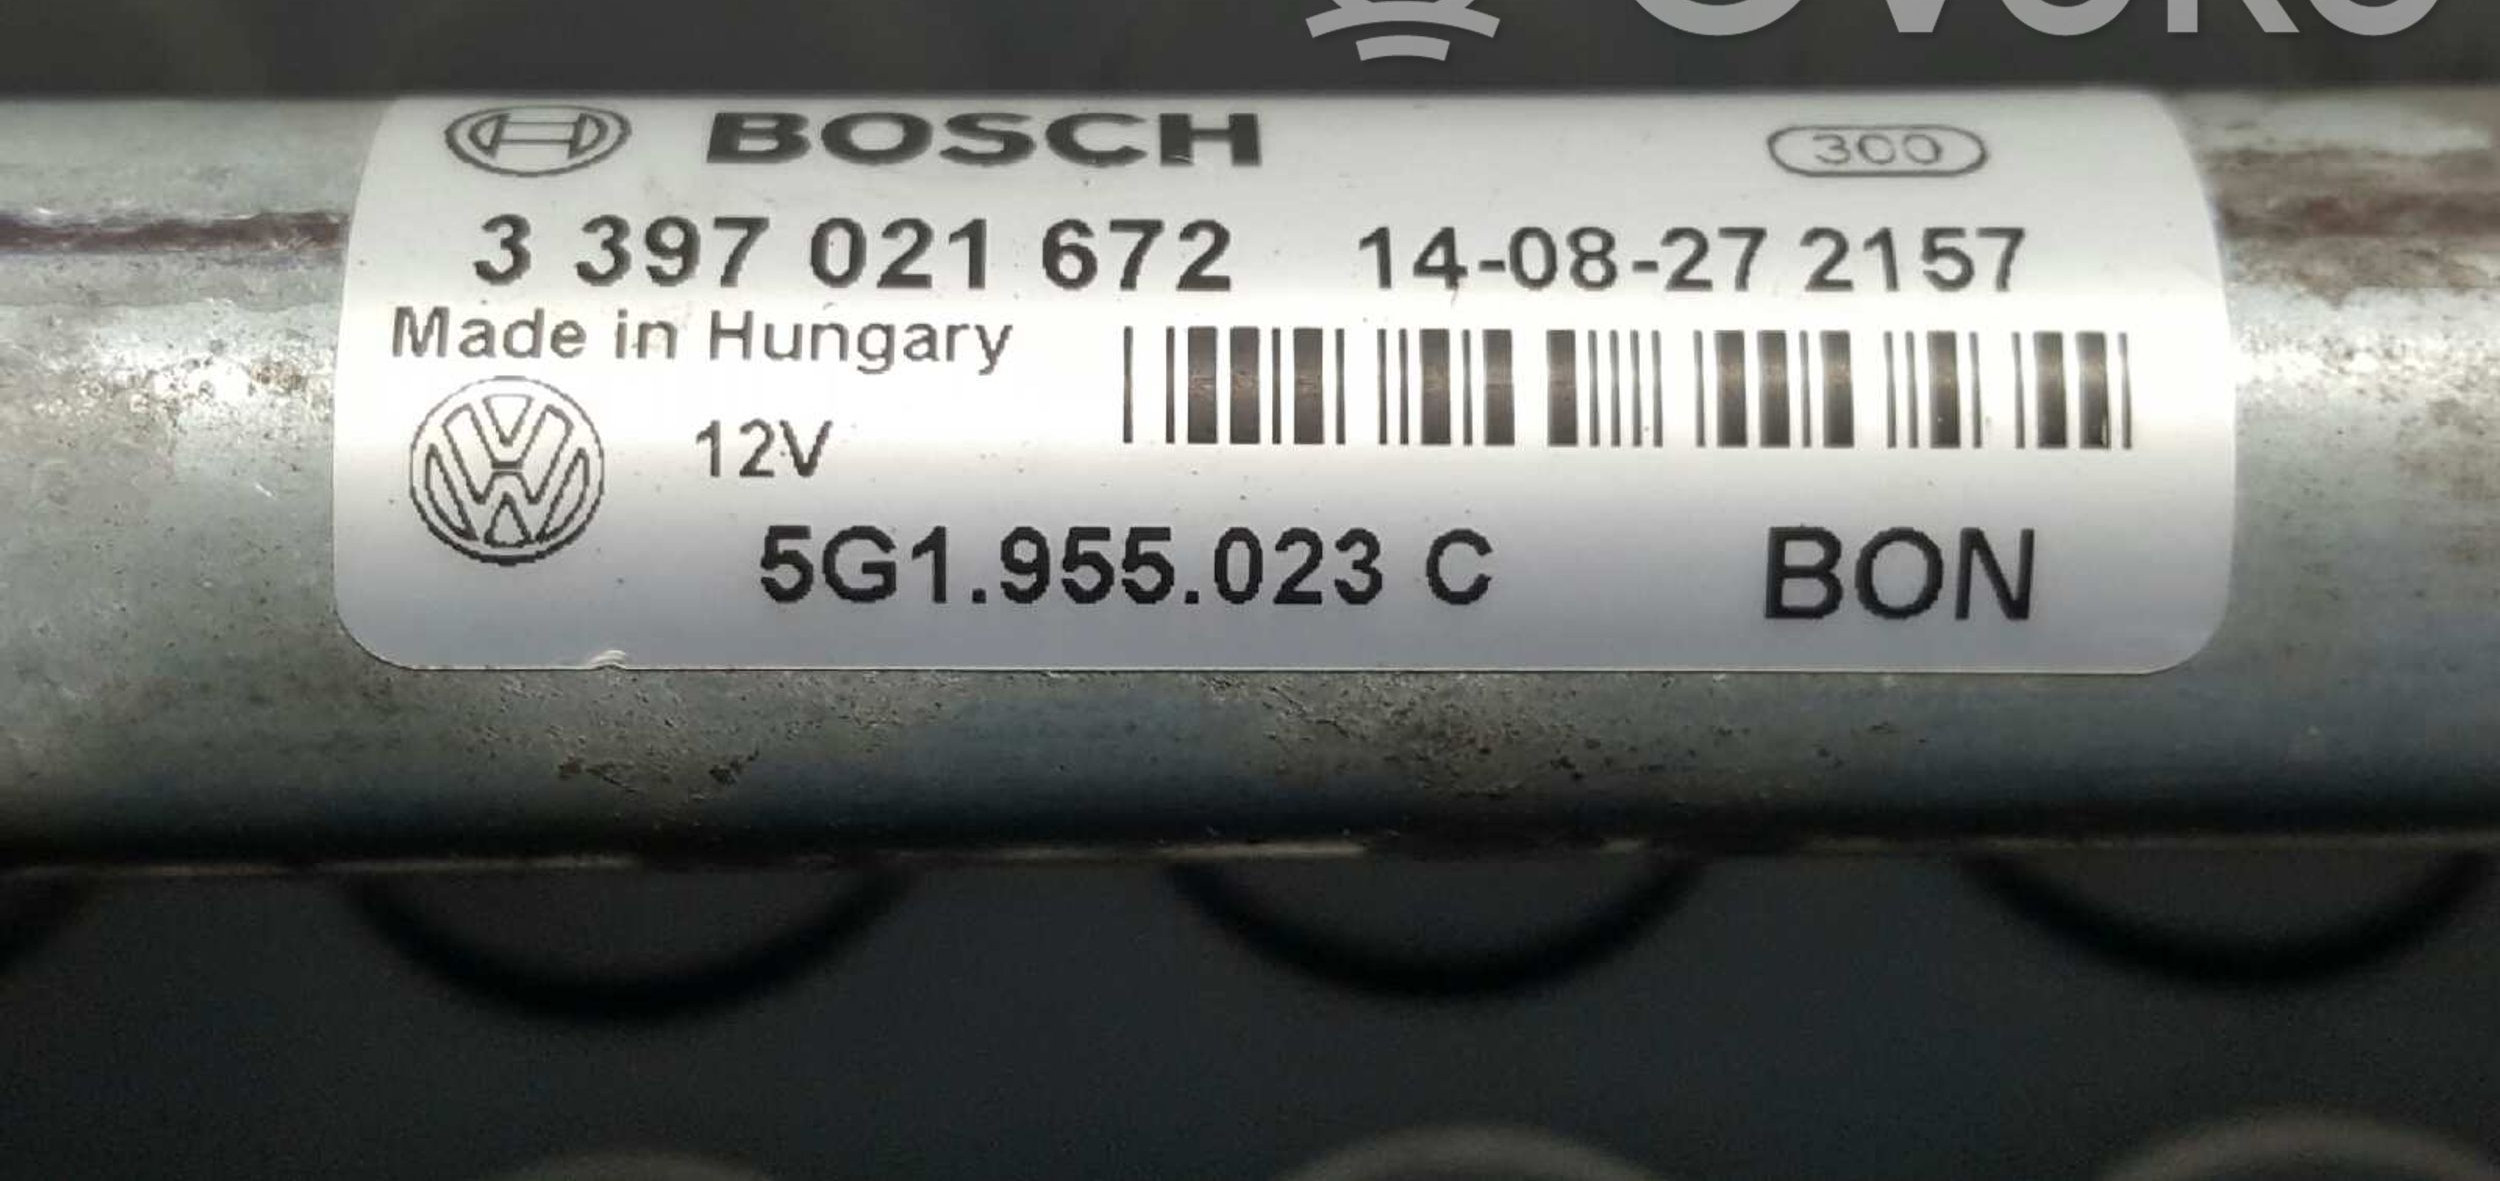 BOSCH 300
3 397 021 672 14-08-27 2157
Made in Hungary
12V
5G1.955.023 C BON